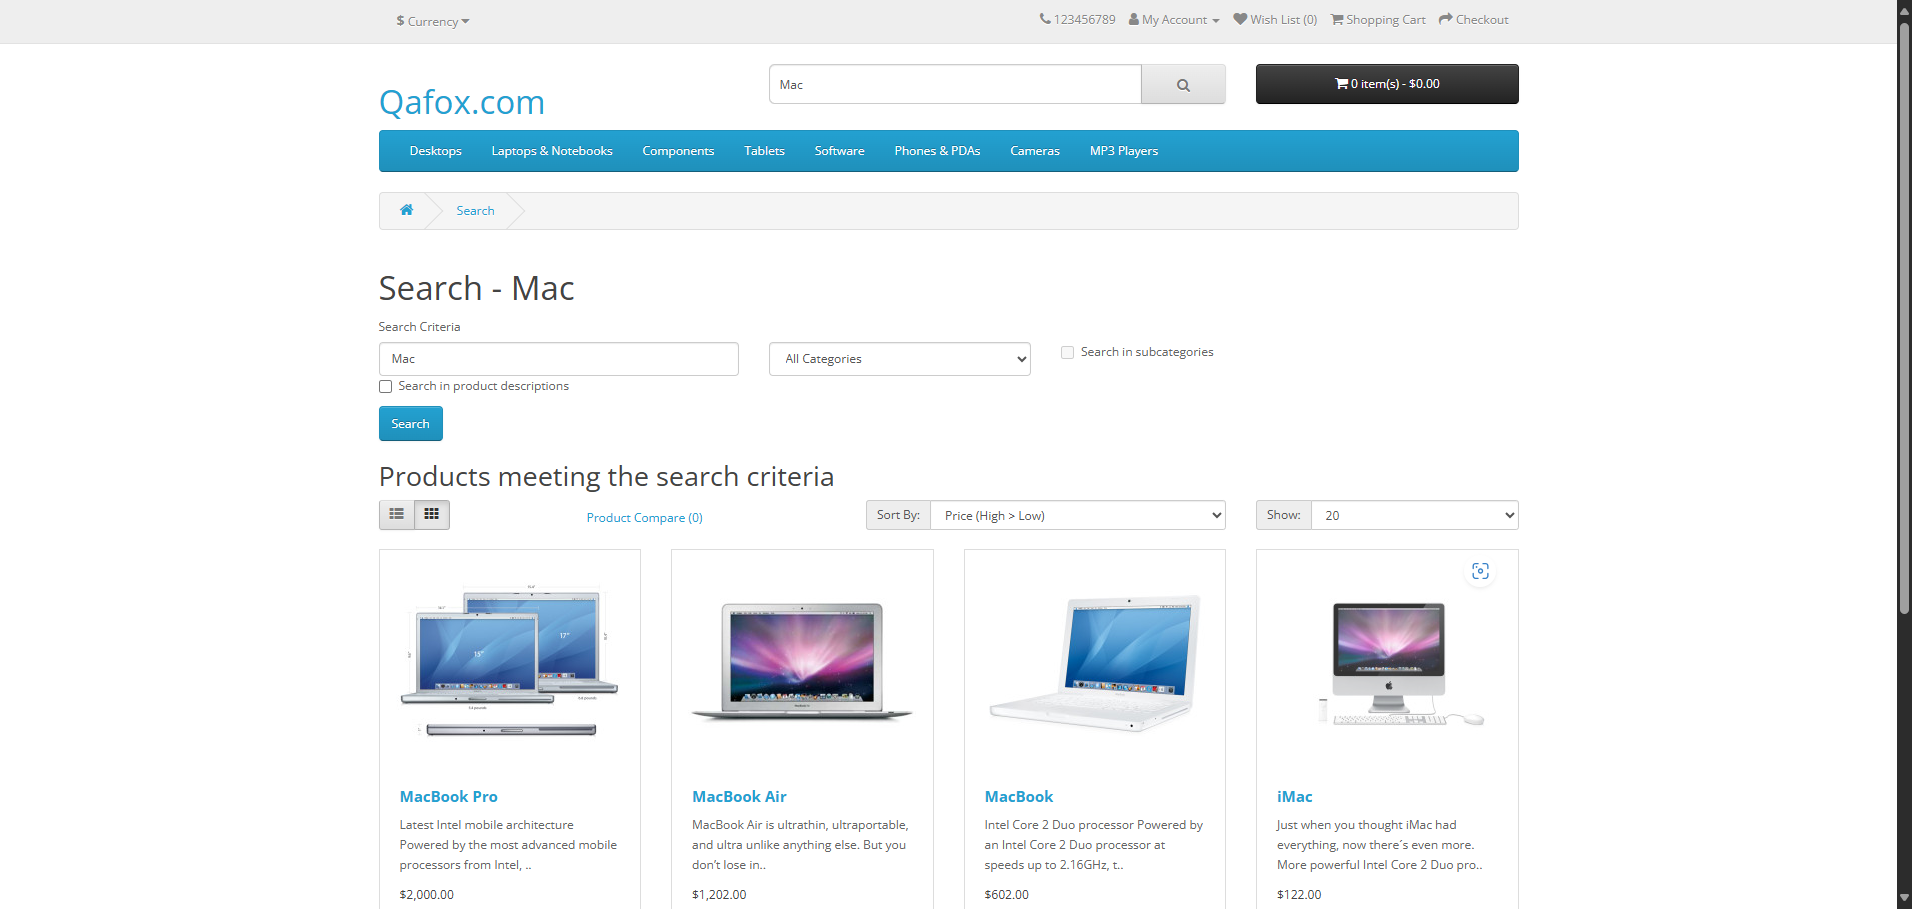 $ Currency
123456789 My Account Wish List (0) Shopping Cart Checkout
Qafox.com
Mac
0 item(s) - $0.00
Desktops Laptops & Notebooks Components Tablets Software Phones & PDAs Cameras MP3 Players
Search
Search - Mac
Search Criteria
Mac
All Categories
Search in subcategories
Search in product descriptions
Search
Products meeting the search criteria
Product Compare (0)
Sort By: Price (High > Low)
Show: 20
15"
17"
MacBook Pro
Latest Intel mobile architecture
Powered by the most advanced mobile
processors from Intel, ..
$2,000.00
MacBook Air
MacBook Air is ultrathin, ultraportable,
and ultra unlike anything else. But you
don’t lose in..
$1,202.00
MacBook
Intel Core 2 Duo processor Powered by
an Intel Core 2 Duo processor at
speeds up to 2.16GHz, t..
$602.00
iMac
Just when you thought iMac had
everything, now there´s even more.
More powerful Intel Core 2 Duo pro..
$122.00